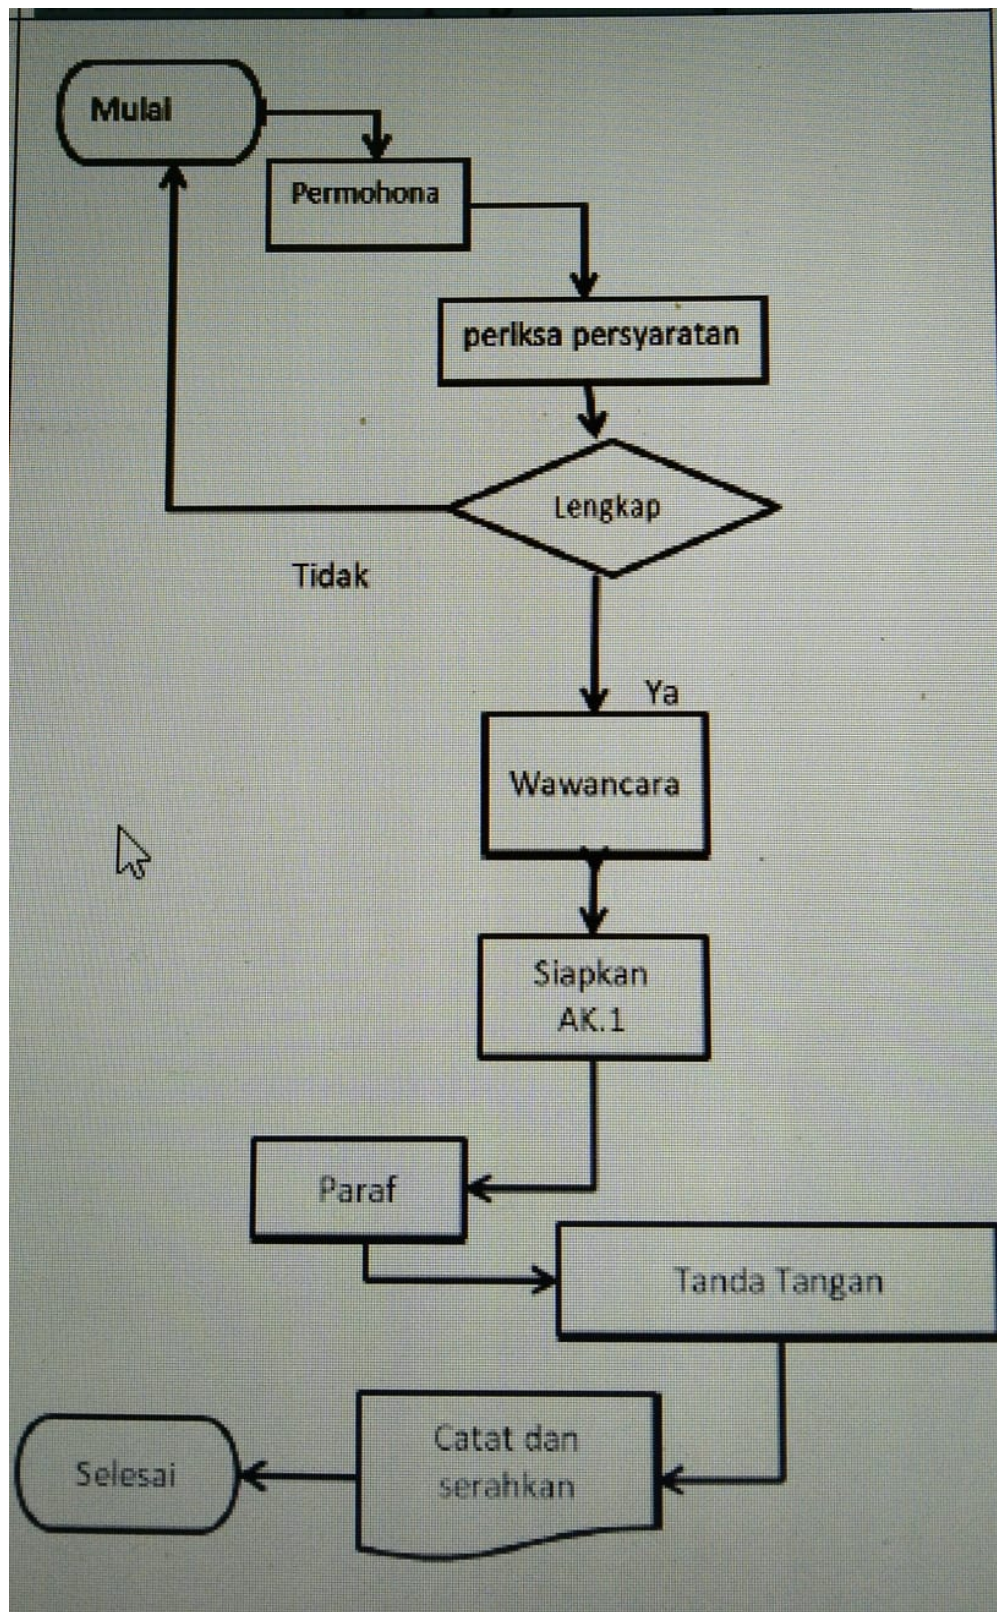 Mulai
Permohona
periksa persyaratan
Lengkap
Tidak
Ya
Wawancara
Siapkan
AK.1
Paraf
Tanda Tangan
Catat dan
serahkan
Selesai